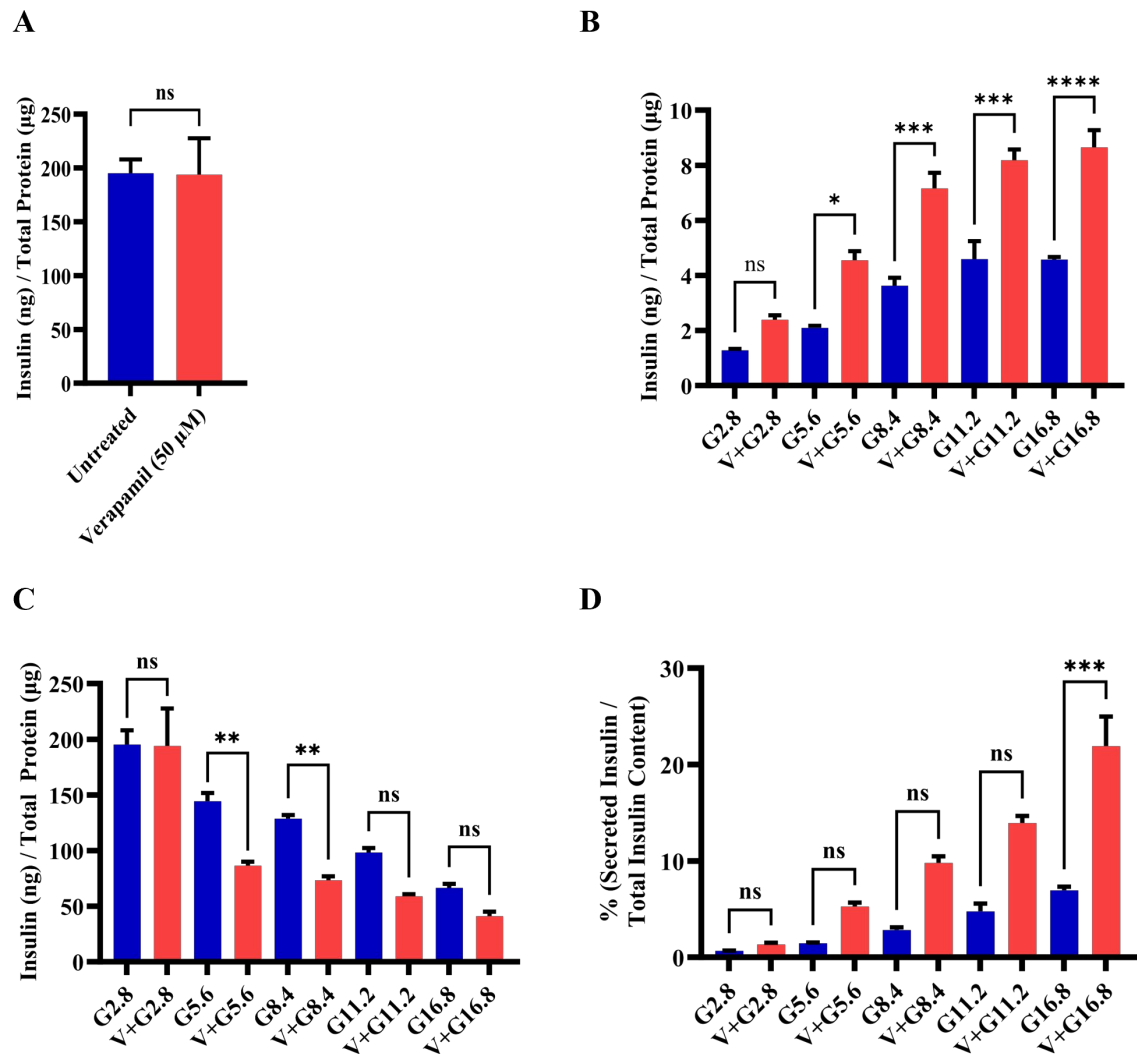 A
Insulin (ng) / Total Protein (μg)
250
200
150
100
50
0
ns
Untreated
Verapamil (50 μM)
B
Insulin (ng) / Total Protein (μg)
10
8
6
4
2
0
ns
*
***
***
****
G2.8
V+G2.8
G5.6
V+G5.6
G8.4
V+G8.4
G11.2
V+G11.2
G16.8
V+G16.8
C
Insulin (ng) / Total Protein (μg)
250
200
150
100
50
0
ns
**
**
ns
ns
G2.8
V+G2.8
G5.6
V+G5.6
G8.4
V+G8.4
G11.2
V+G11.2
G16.8
V+G16.8
D
% (Secreted Insulin /
Total Insulin Content)
30
20
10
0
ns
ns
ns
ns
***
G2.8
V+G2.8
G5.6
V+G5.6
G8.4
V+G8.4
G11.2
V+G11.2
G16.8
V+G16.8